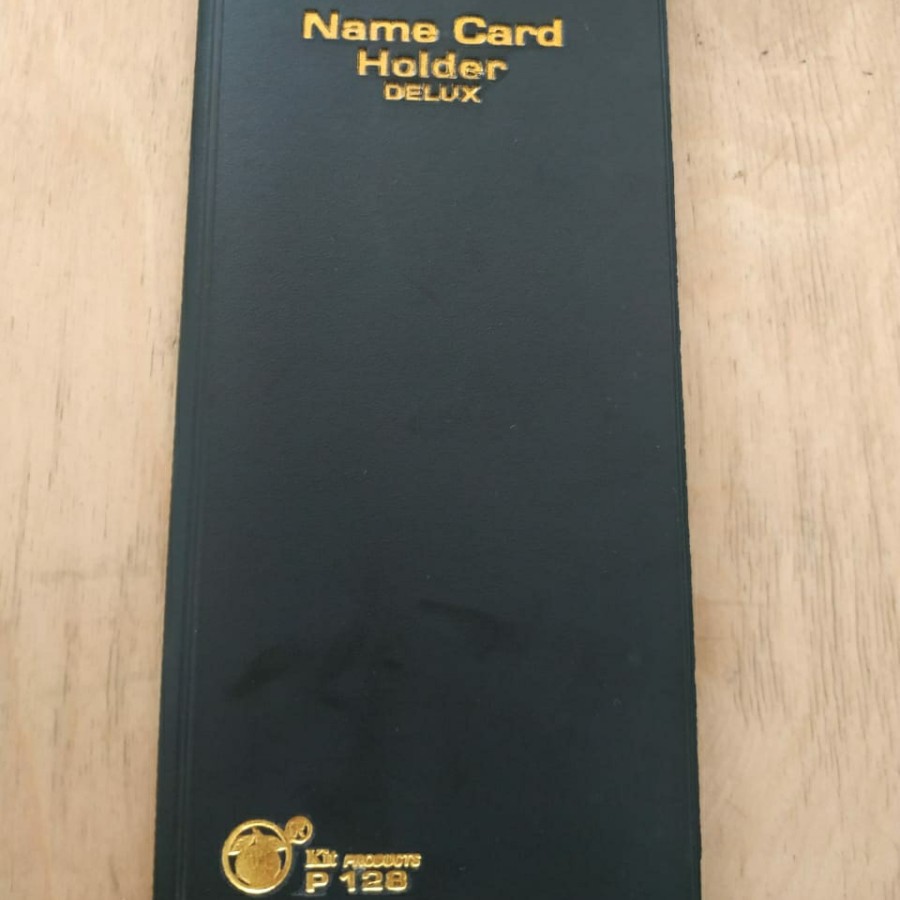 Name Card
Holder
DELUX
Kit PRODUCTS
P 128